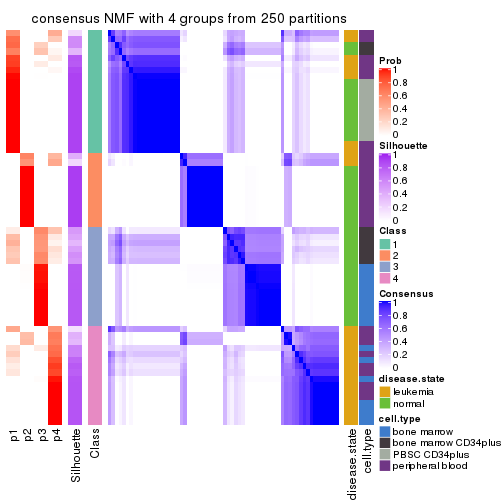 consensus NMF with 4 groups from 250 partitions
Prob
1
0.8
0.6
0.4
0.2
0
Silhouette
1
0.8
0.6
0.4
0.2
0
Class
1
2
3
4
Consensus
1
0.8
0.6
0.4
0.2
0
disease.state
leukemia
normal
cell.type
bone marrow
bone marrow CD34plus
PBSC CD34plus
peripheral blood
p1
p2
p3
p4
Silhouette
Class
disease.state
cell.type